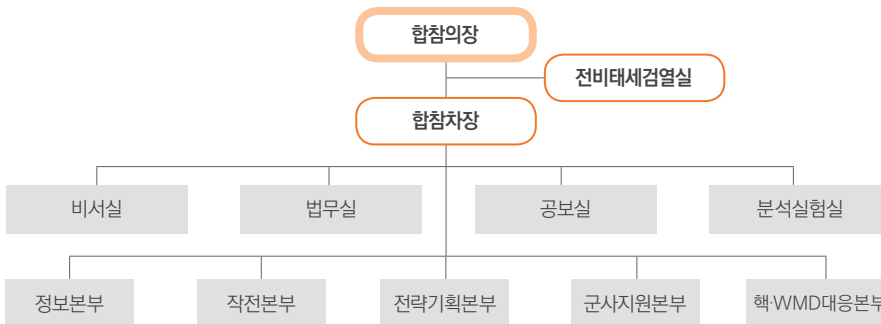 합참의장
전비태세검열실
합참차장
비서실 법무실 공보실 분석실험실
정보본부 작전본부 전략기획본부 군사지원본부 핵·WMD대응본부